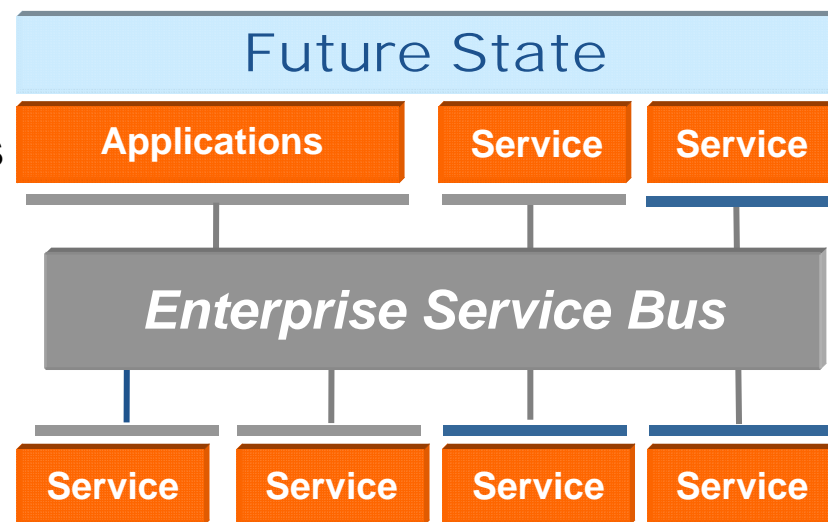 Future State
s
Applications
Service
Service
Enterprise Service Bus
Service
Service
Service
Service